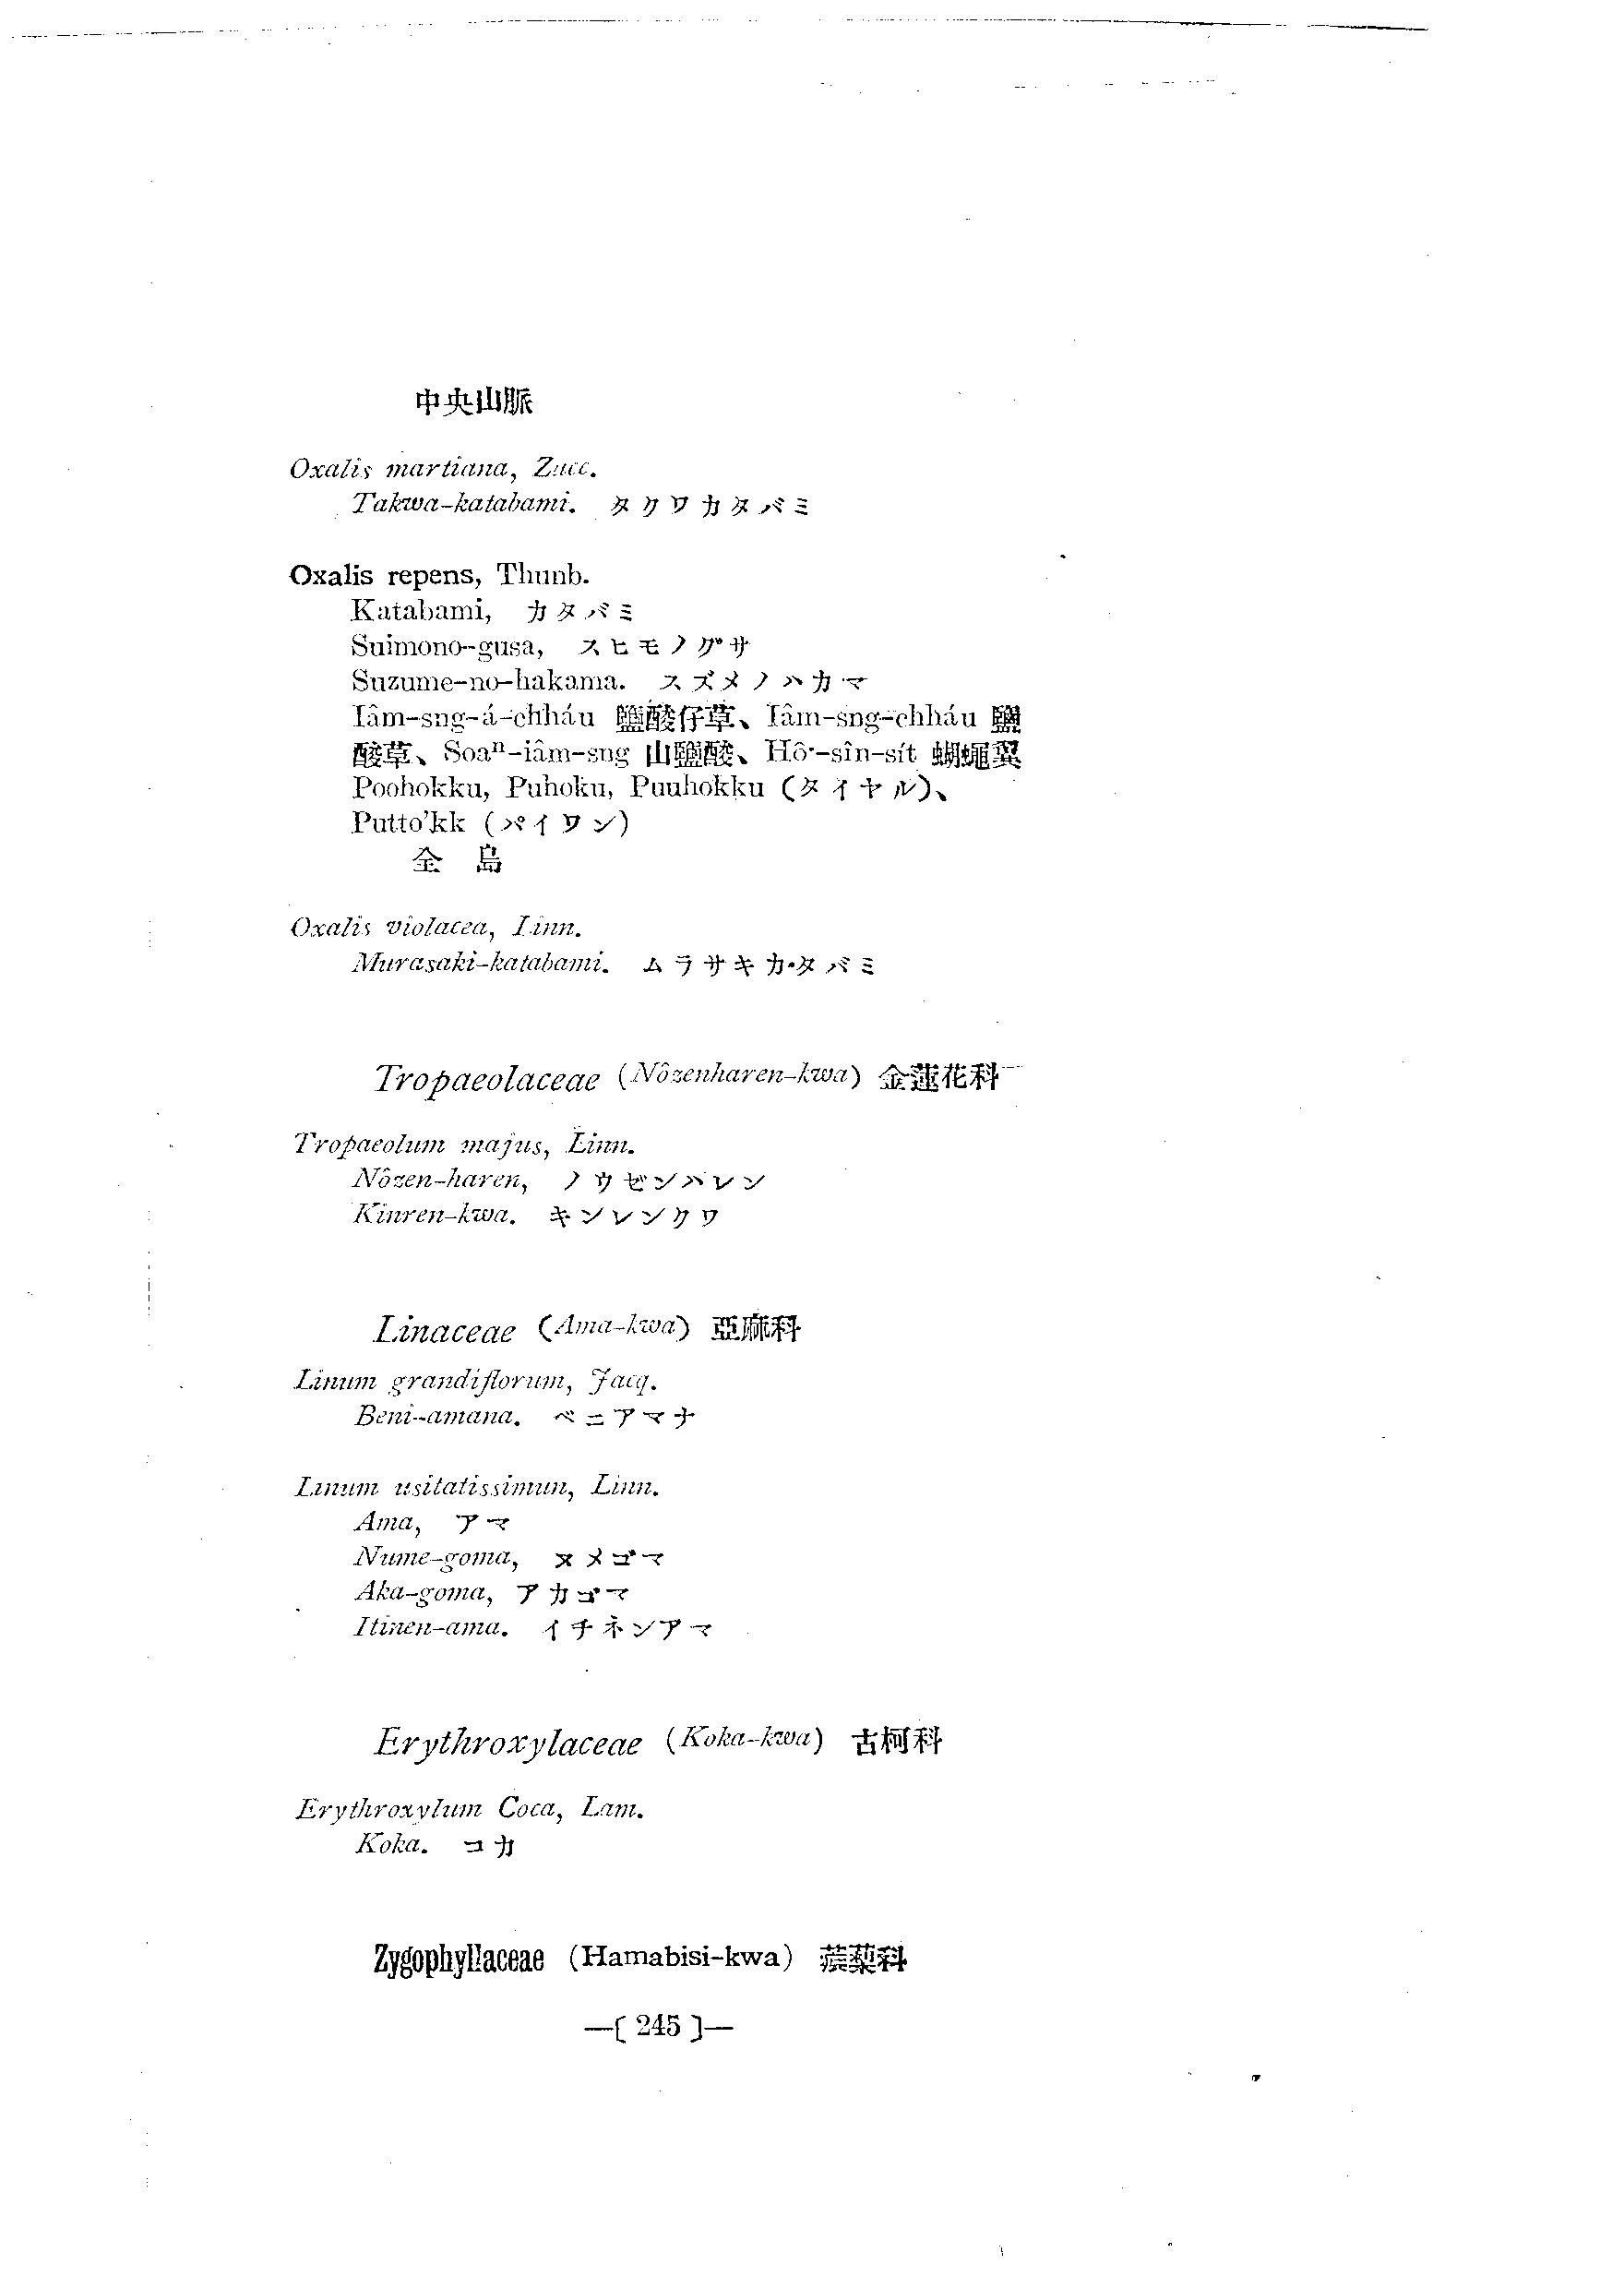 中央山脈
Oxalis martiana, Zucc.
Takwa-katabami. タクワカタバミ
Oxalis repens, Thunb.
Katabami, カタバミ
Suimono-gusa, スヒモノグサ
Suzume-no-hakama. スズメノハカマ
Iâm-sng-á-chháu 鹽酸仔草、Iâm-sng-chháu 鹽
酸草、Soaⁿ-iâm-sng 山鹽酸、Hô·-sîn-sít 蝴蠅翼
Poohokku, Puhoku, Puuhokku (タイヤル)、
Putto'kk (パイワン)
全 島
Oxalis violacea, Linn.
Murasaki-katabami. ムラサキカタバミ
Tropaeolaceae (Nôzenharen-kwa) 金蓮花科
Tropaeolum majus, Linn.
Nôzen-haren, ノウゼンハレン
Kinren-kwa. キンレンクワ
Linaceae (Ama-kwa) 亞麻科
Linum grandiflorum, Jacq.
Beni-amana. ベニアマナ
Linum usitatissimun, Linn.
Ama, アマ
Nume-goma, ヌメゴマ
Aka-goma, アカゴマ
Itinen-ama. イチネンアマ
Erythroxylaceae (Koka-kwa) 古柯科
Erythroxylum Coca, Lam.
Koka. コカ
Zygophyllaceae (Hamabisi-kwa) 蒺蔾科
—[ 245 ]—